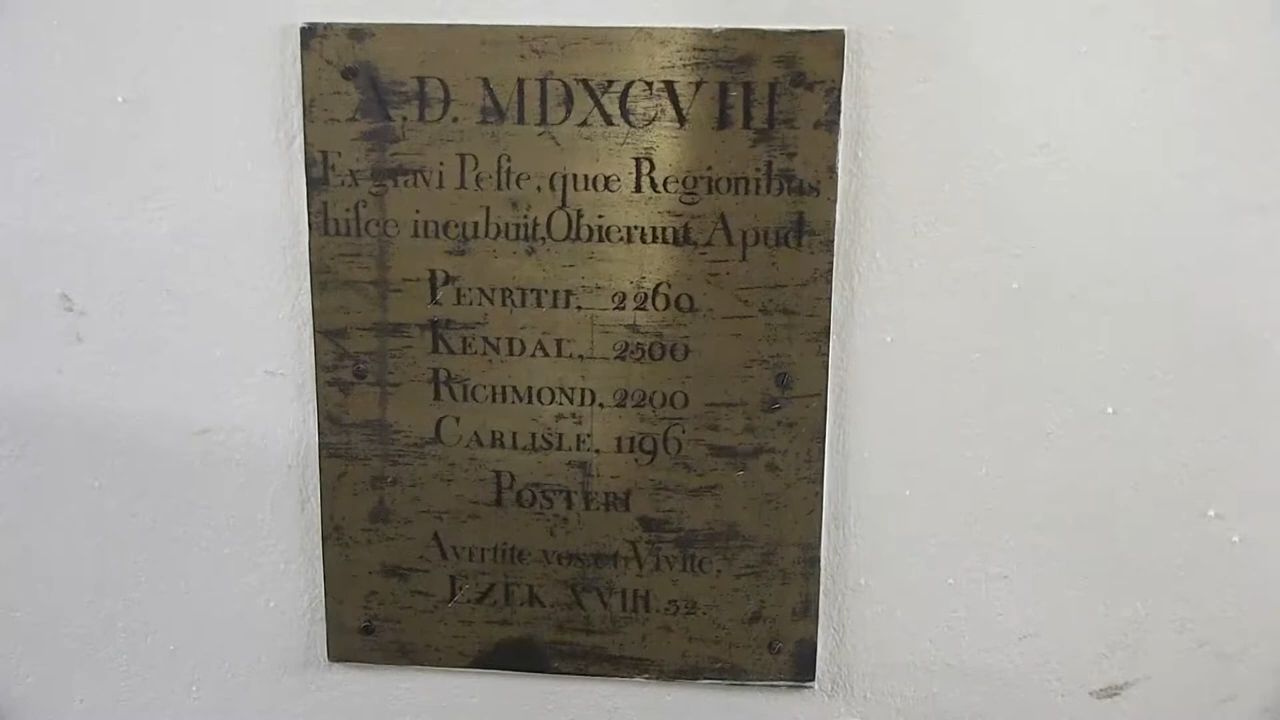 A.D. MDXCVIII
Ex gravi Peſte, quæ Regionibus
hiſce incubuit, Obierunt, Apud
PENRITH, 2260
KENDAL, 2500
RICHMOND, 2200
CARLISLE, 1196
POSTERI
Avertite vos et Vivite,
EZEK. XVIII. 32.